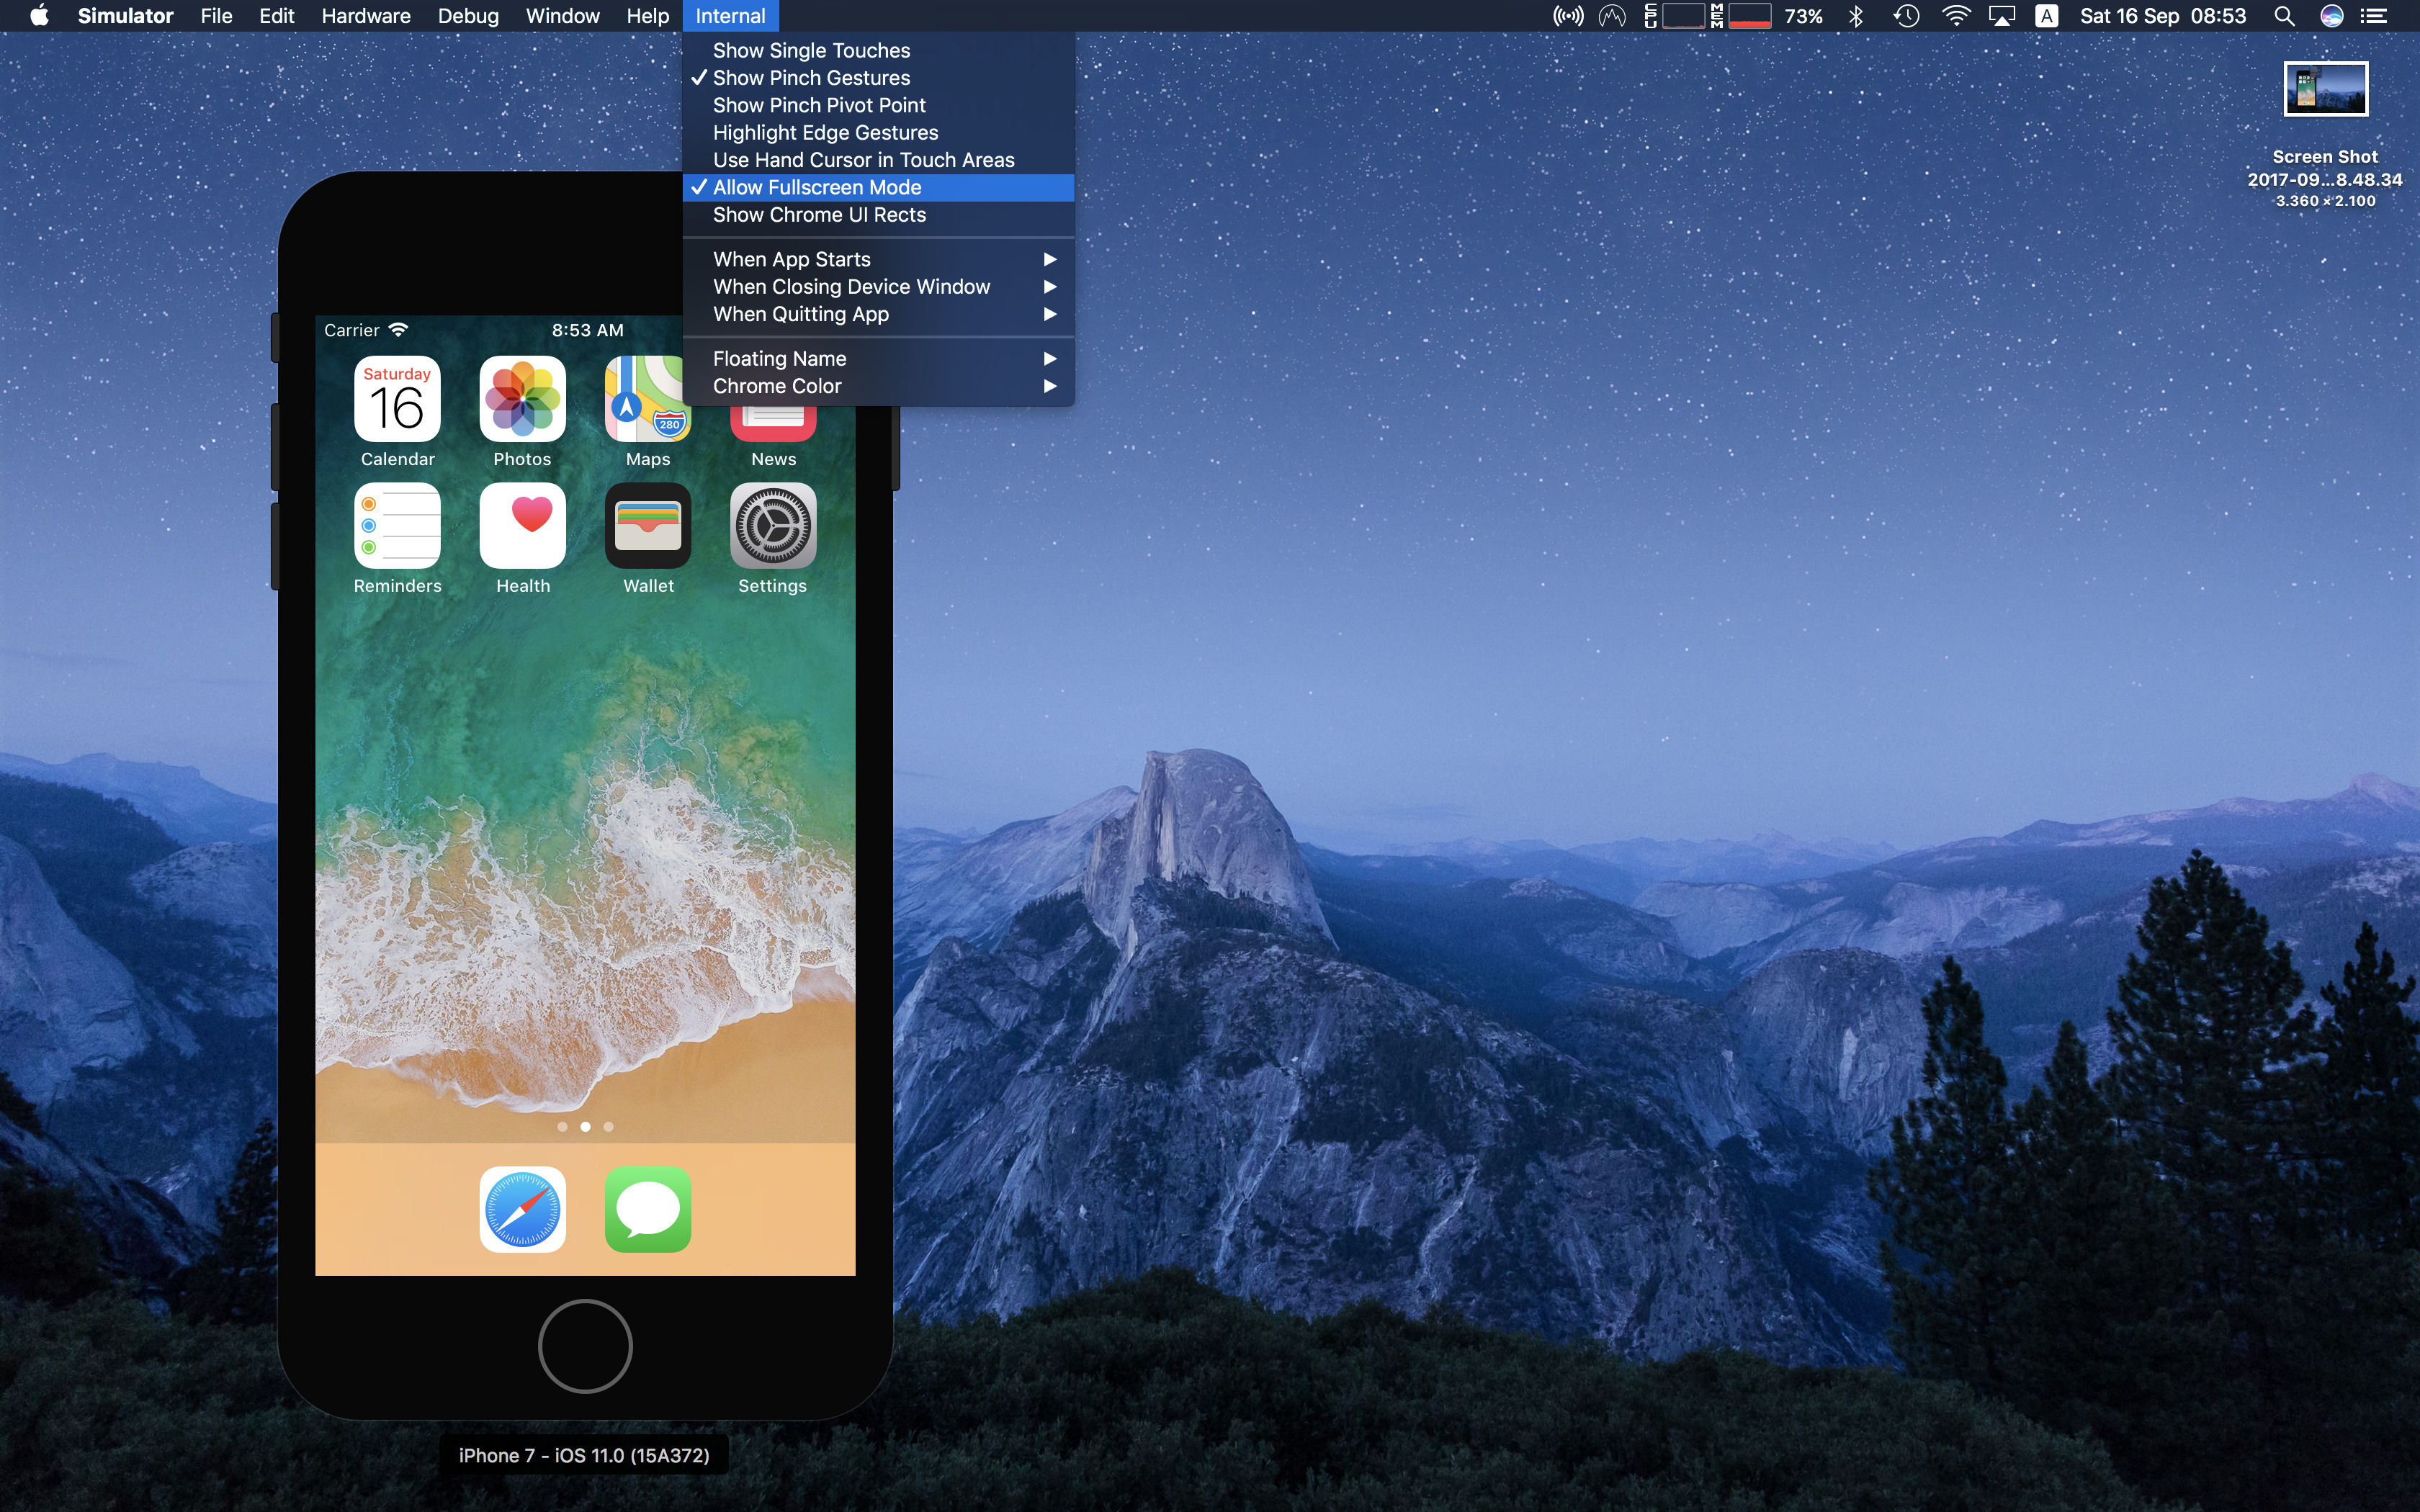 Simulator File Edit Hardware Debug Window Help Internal CPU MEM 73% A Sat 16 Sep 08:53
Show Single Touches
Show Pinch Gestures
Show Pinch Pivot Point
Highlight Edge Gestures
Use Hand Cursor in Touch Areas
Allow Fullscreen Mode
Show Chrome UI Rects
When App Starts
When Closing Device Window
When Quitting App
Floating Name
Chrome Color
Screen Shot
2017-09...8.48.34
3.360 × 2.100
Carrier 8:53 AM
Saturday
16
280
Calendar Photos Maps News
Reminders Health Wallet Settings
iPhone 7 - iOS 11.0 (15A372)